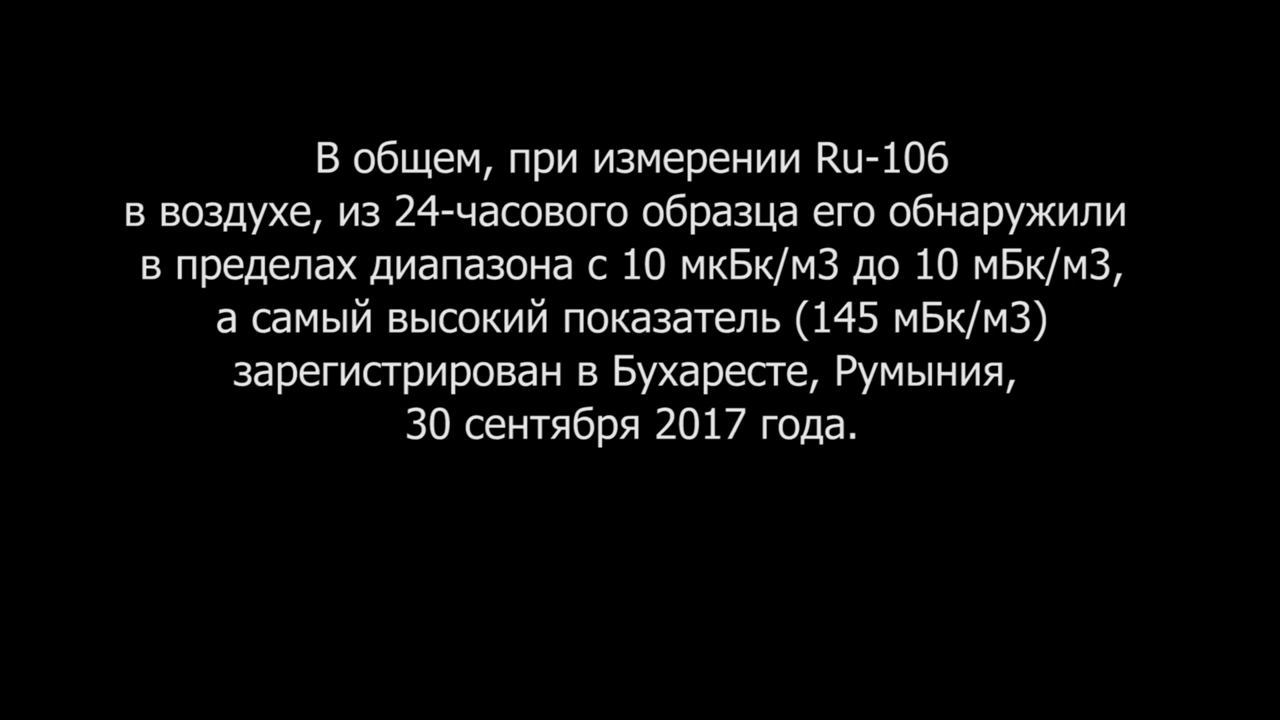 В общем, при измерении Ru-106
в воздухе, из 24-часового образца его обнаружили
в пределах диапазона с 10 мкБк/м3 до 10 мБк/м3,
а самый высокий показатель (145 мБк/м3)
зарегистрирован в Бухаресте, Румыния,
30 сентября 2017 года.